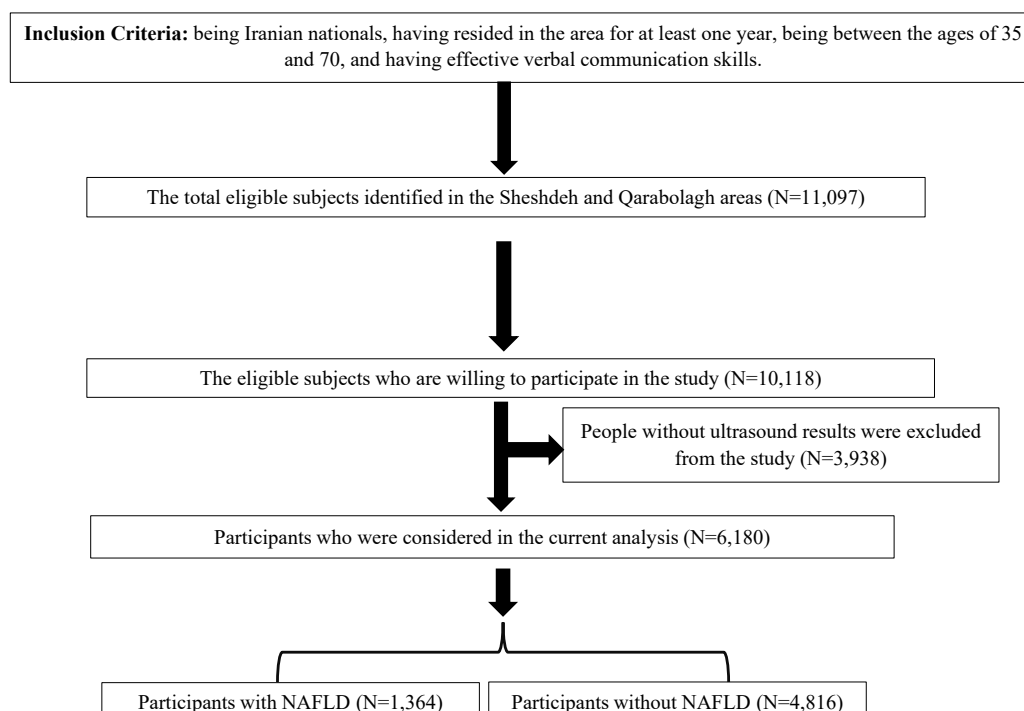 Inclusion Criteria: being Iranian nationals, having resided in the area for at least one year, being between the ages of 35
and 70, and having effective verbal communication skills.
The total eligible subjects identified in the Sheshdeh and Qarabolagh areas (N=11,097)
The eligible subjects who are willing to participate in the study (N=10,118)
People without ultrasound results were excluded
from the study (N=3,938)
Participants who were considered in the current analysis (N=6,180)
Participants with NAFLD (N=1,364)
Participants without NAFLD (N=4,816)